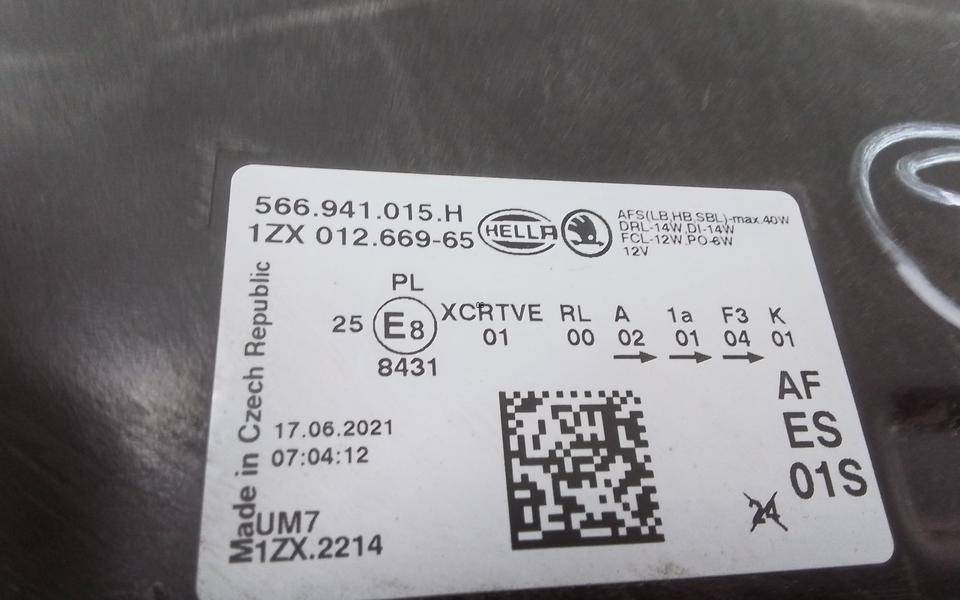 566.941.015.H
1ZX 012.669-65
HELLA
AFS(LB,HB,SBL)-max.40W
DRL-14W,DI-14W
FCL-12W,PO-6W
12V
Made in Czech Republic
PL
25 E8 XCRTVE RL A 1a F3 K
01 00 02 01 04 01
8431
AF
ES
01S
17.06.2021
07:04:12
24
UM7
1ZX.2214